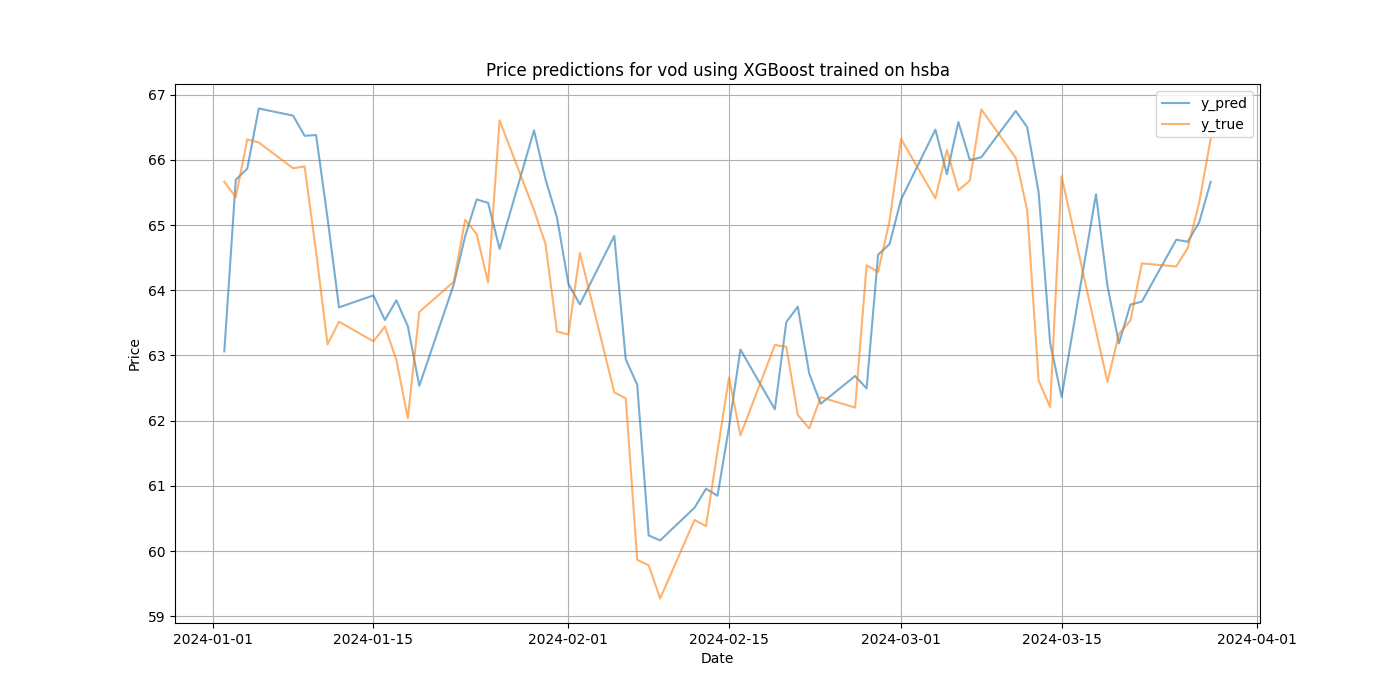 Price predictions for vod using XGBoost trained on hsba
y_pred
y_true
67
66
65
64
63
62
61
60
59
Price
2024-01-01 2024-01-15 2024-02-01 2024-02-15 2024-03-01 2024-03-15 2024-04-01
Date